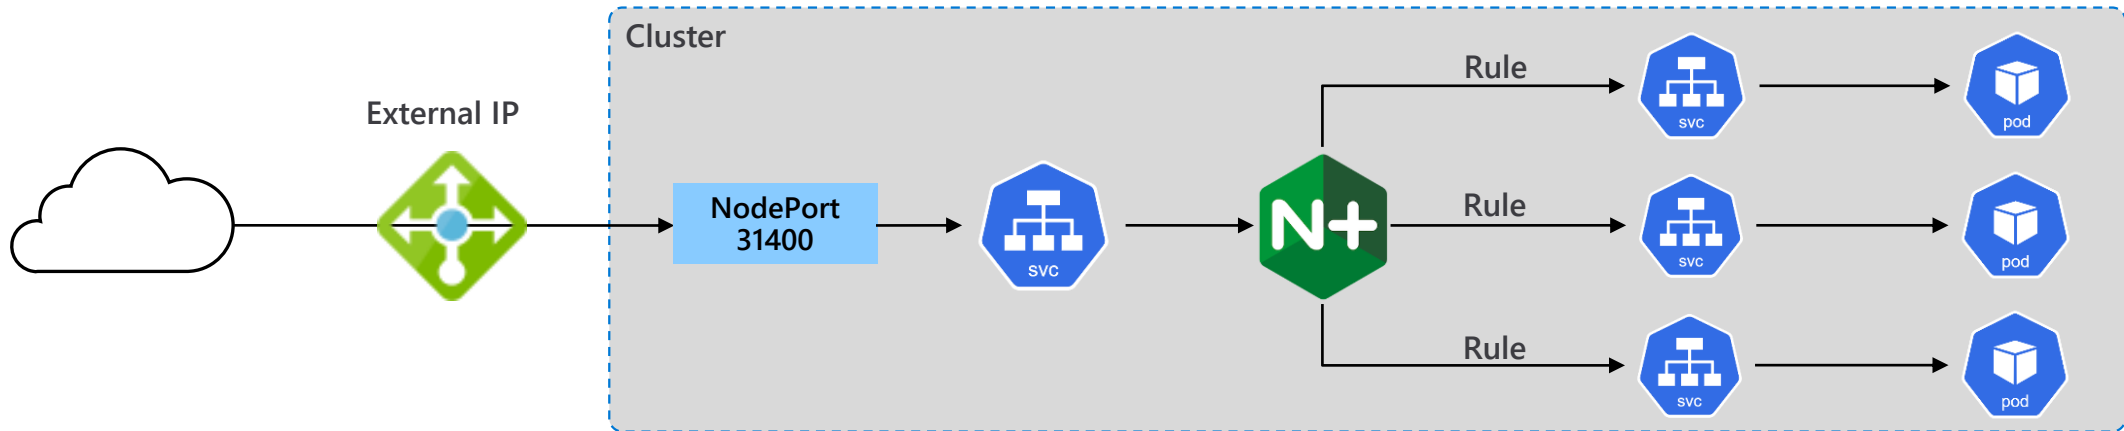 Cluster
External IP
NodePort
31400
svc
N+
Rule
svc
pod
Rule
svc
pod
Rule
svc
pod